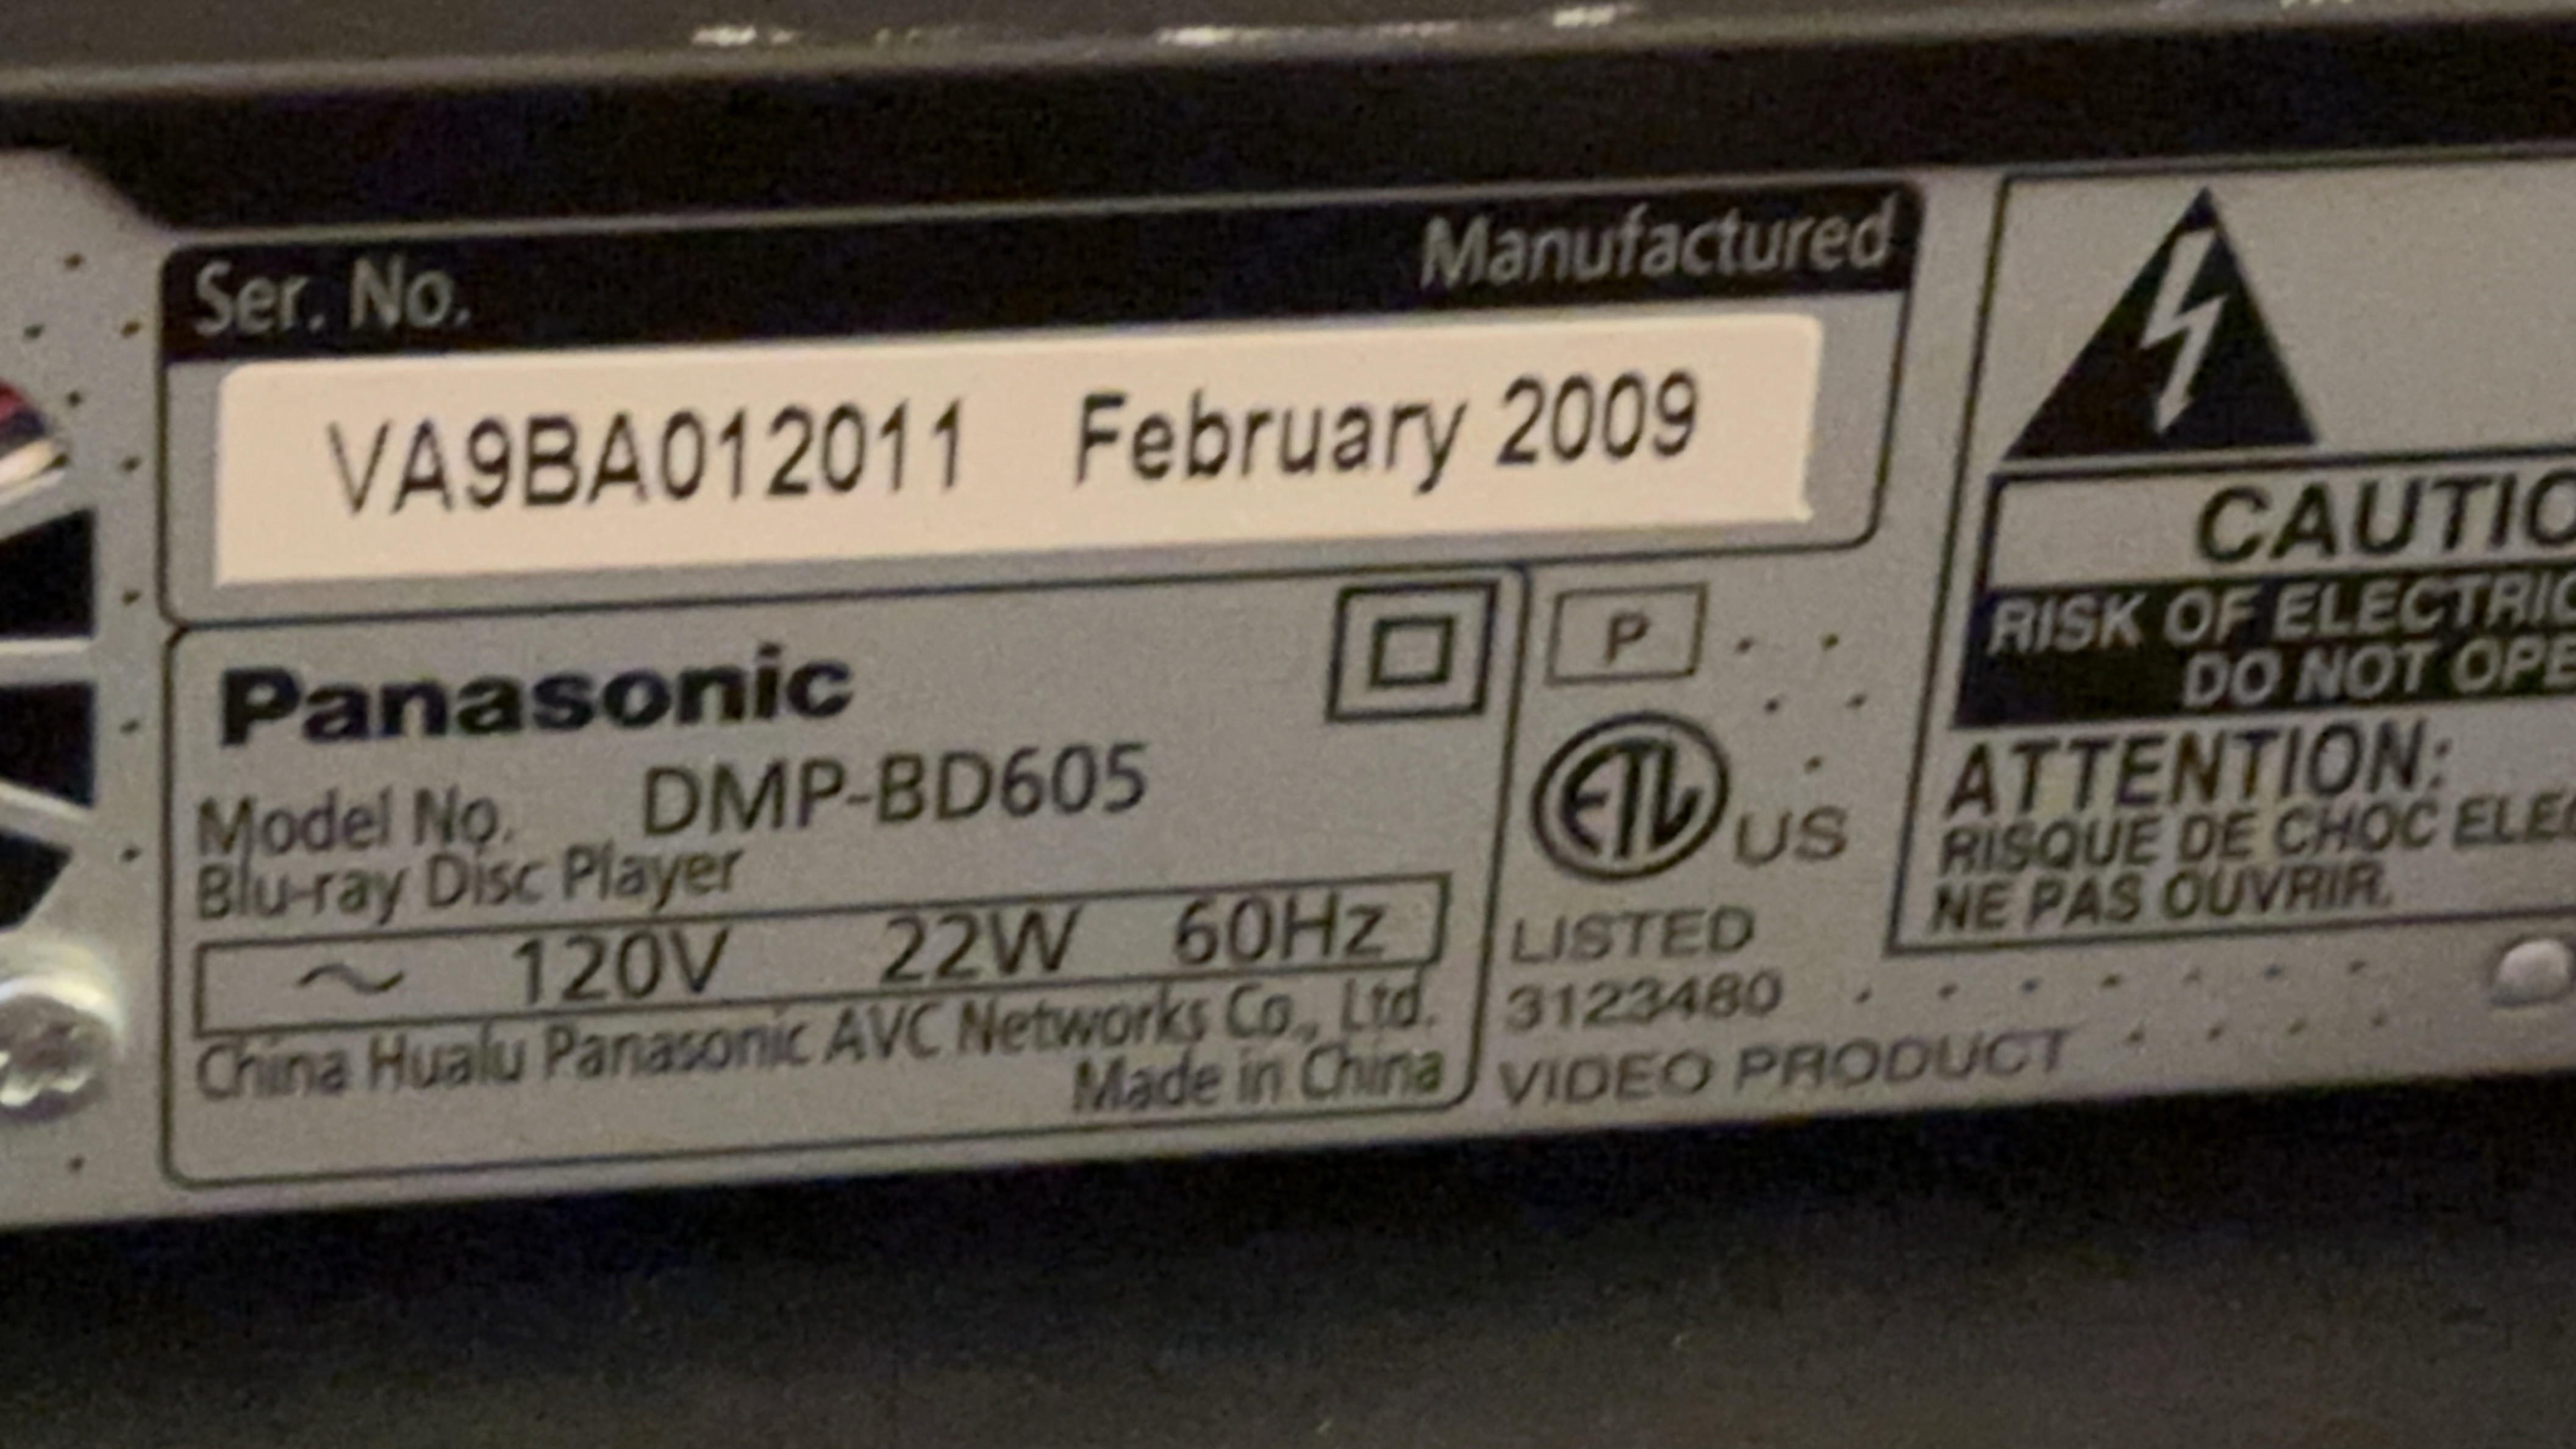 Ser. No. Manufactured
VA9BA012011 February 2009
Panasonic
Model No. DMP-BD605
Blu-ray Disc Player
~ 120V 22W 60Hz
China Hualu Panasonic AVC Networks Co., Ltd.
Made in China
P
ETL US
LISTED
3123480
VIDEO PRODUCT
CAUTIO
RISK OF ELECTRIC
DO NOT OPE
ATTENTION:
RISQUE DE CHOC ELE
NE PAS OUVRIR.